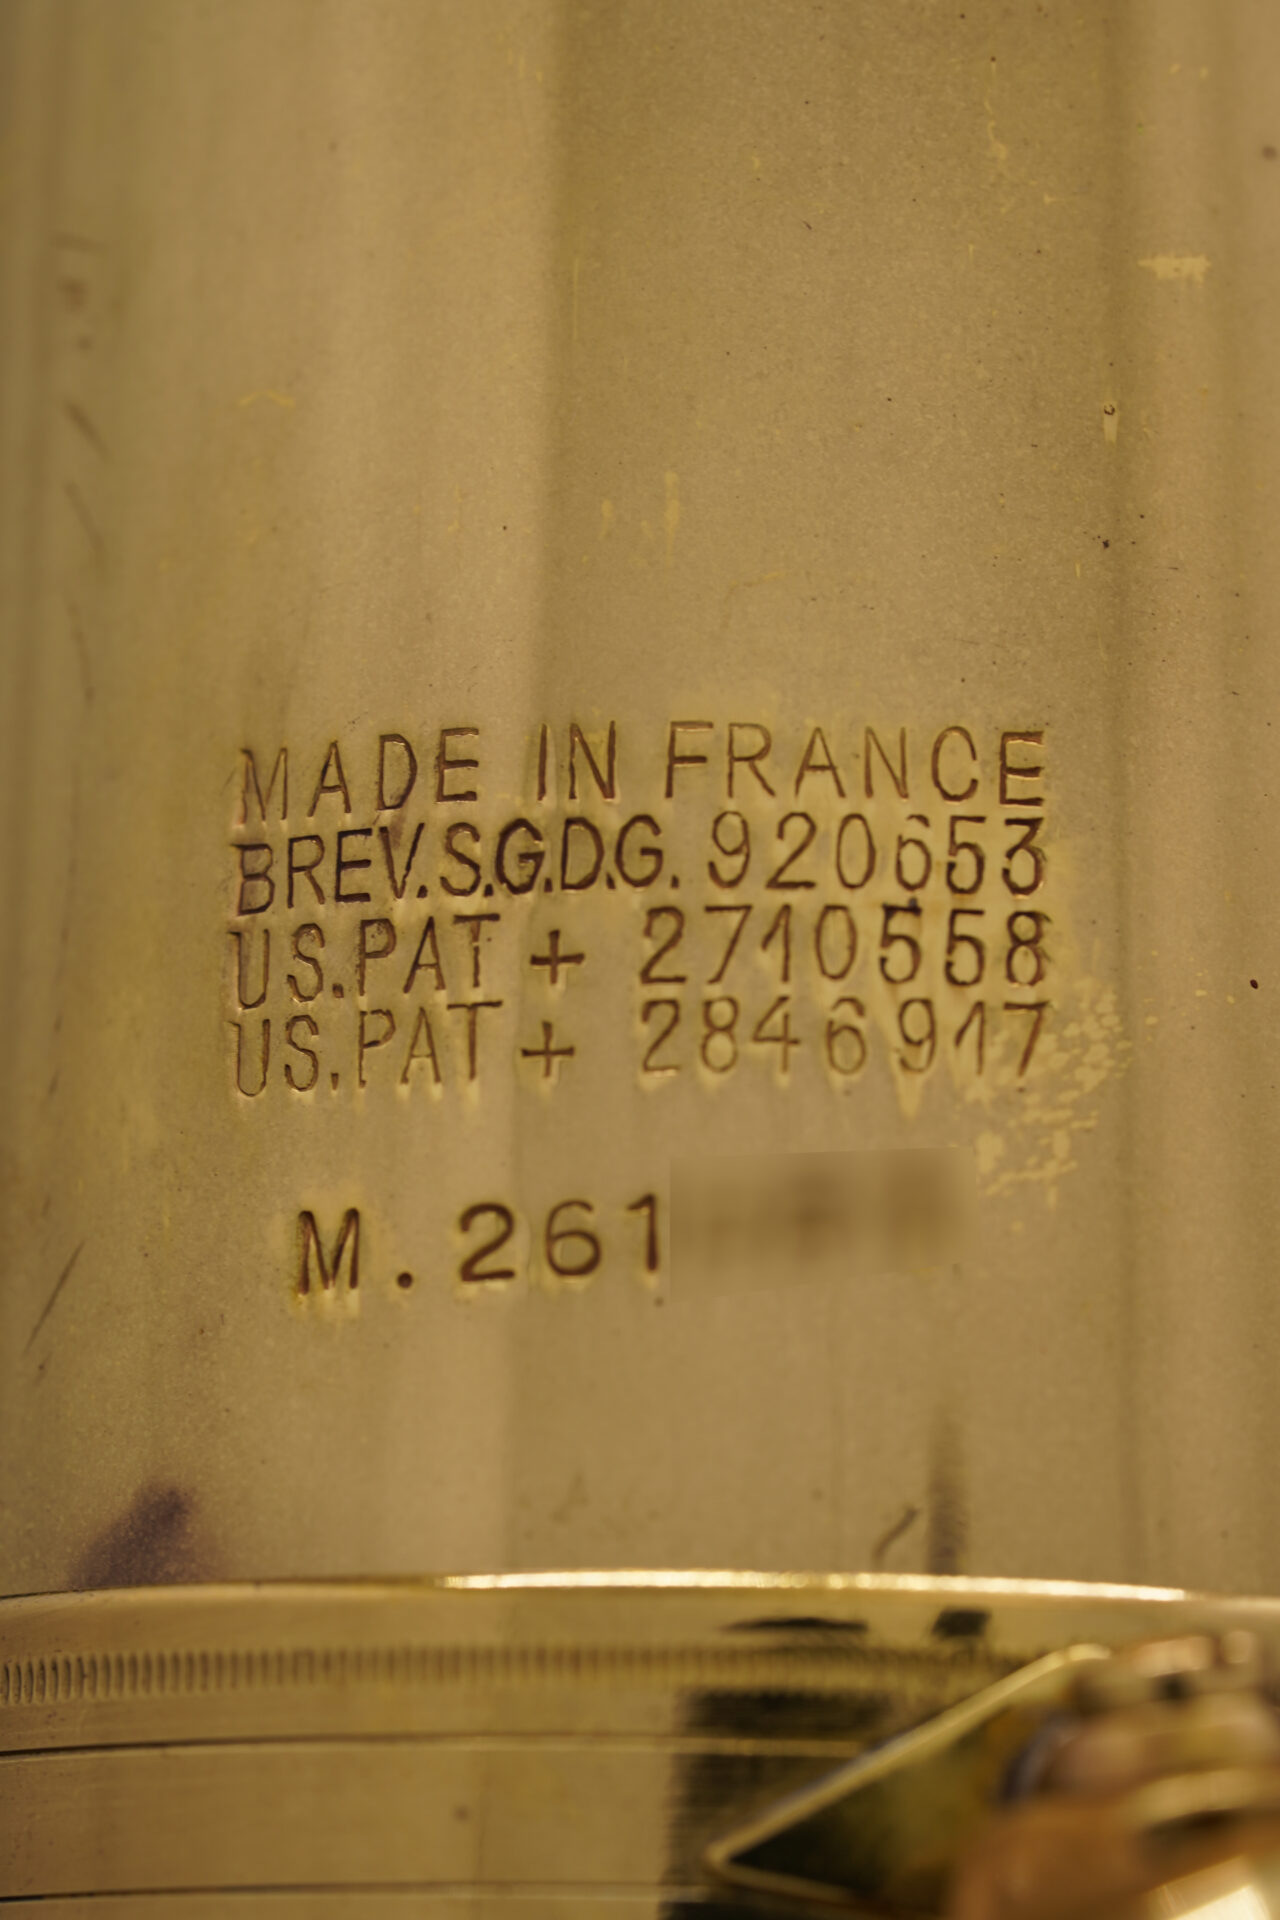 MADE IN FRANCE
BREV.S.G.D.G. 920653
US.PAT + 2710558
US.PAT + 2846917
M.261